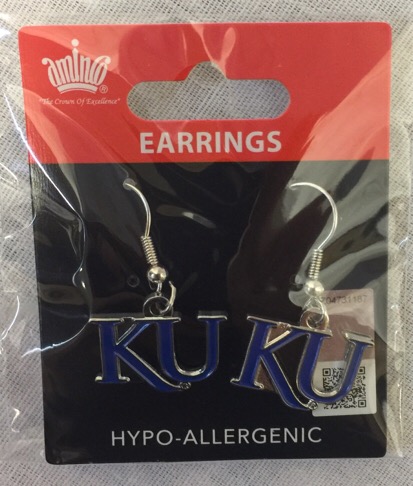 amino®
"The Crown Of Excellence"
EARRINGS
KU KU
HYPO-ALLERGENIC